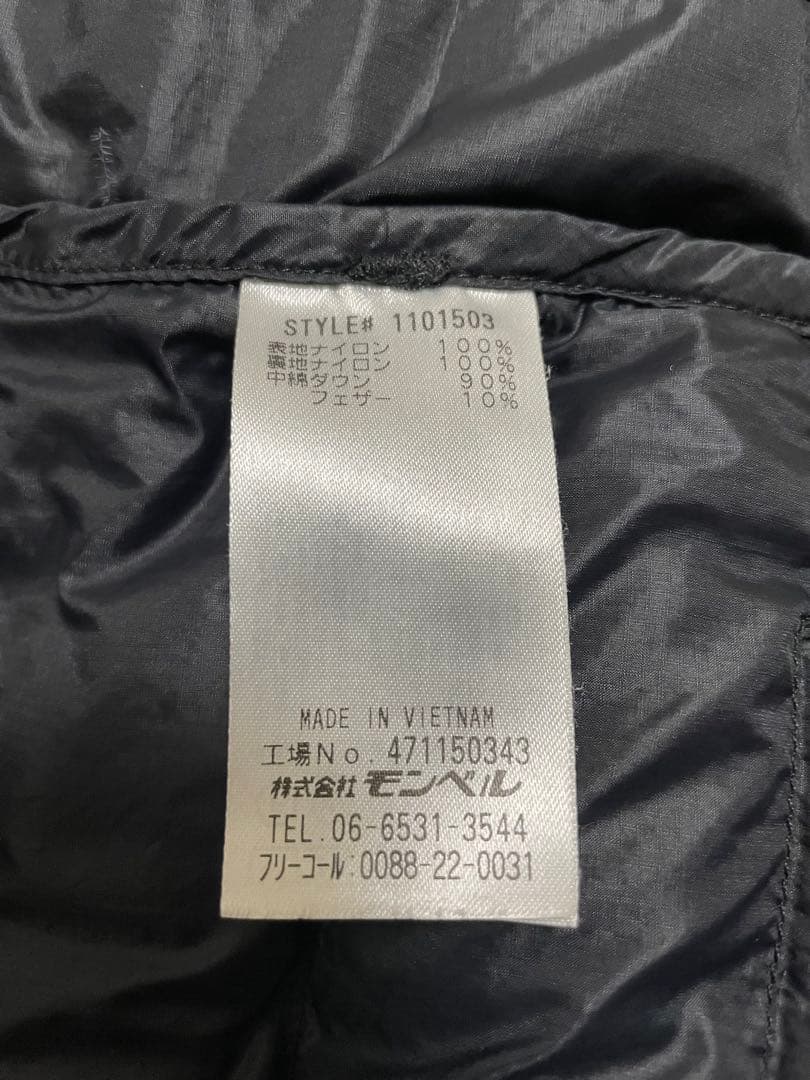 STYLE# 1101503
表地ナイロン 100%
裏地ナイロン 100%
中綿ダウン 90%
フェザー 10%
MADE IN VIETNAM
工場No. 471150343
株式会社 モンベル
TEL. 06-6531-3544
フリーコール:0088-22-0031